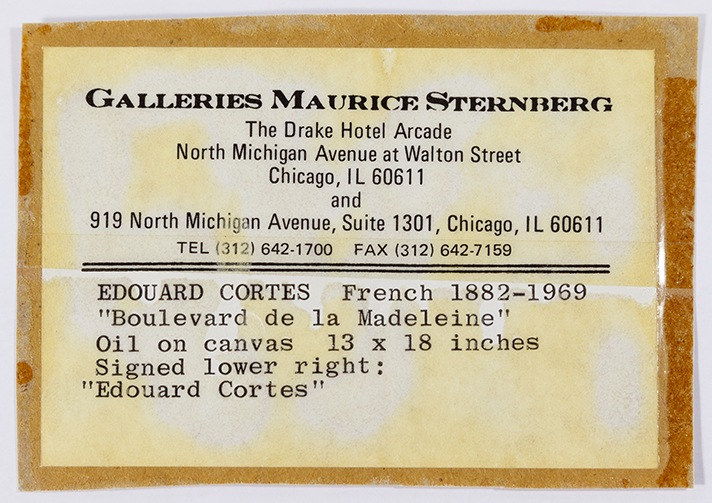 GALLERIES MAURICE STERNBERG
The Drake Hotel Arcade
North Michigan Avenue at Walton Street
Chicago, IL 60611
and
919 North Michigan Avenue, Suite 1301, Chicago, IL 60611
TEL (312) 642-1700 FAX (312) 642-7159
EDOUARD CORTES French 1882-1969
"Boulevard de la Madeleine"
Oil on canvas 13 x 18 inches
Signed lower right:
"Edouard Cortes"